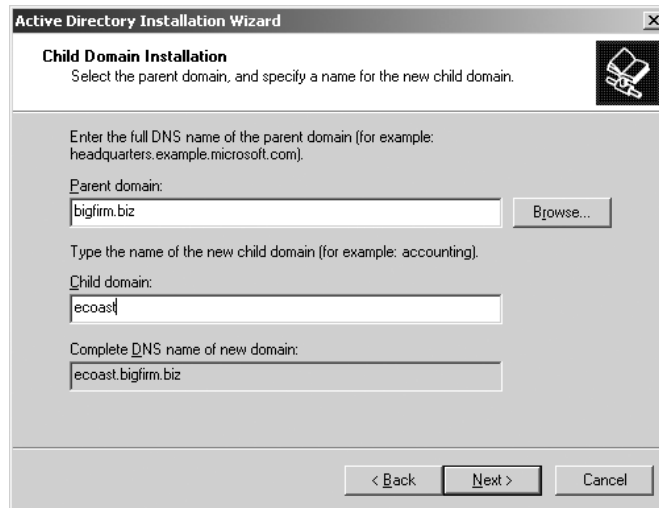 Active Directory Installation Wizard
Child Domain Installation
Select the parent domain, and specify a name for the new child domain.
Enter the full DNS name of the parent domain (for example:
headquarters.example.microsoft.com).
Parent domain:
bigfirm.biz
Browse...
Type the name of the new child domain (for example: accounting).
Child domain:
ecoast
Complete DNS name of new domain:
ecoast.bigfirm.biz
< Back
Next >
Cancel